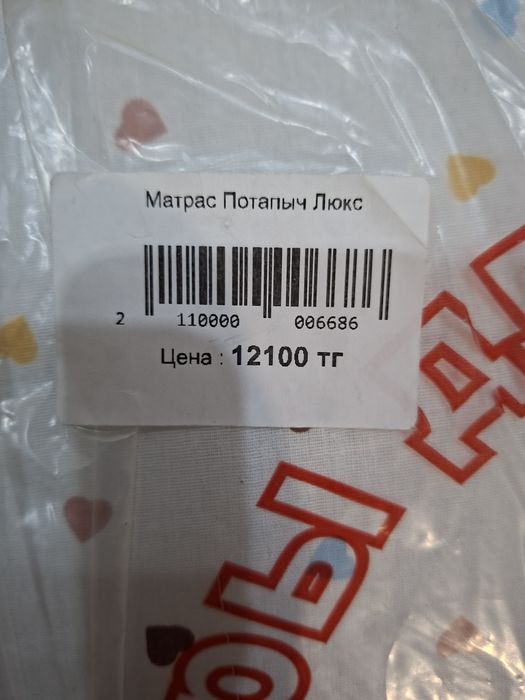 Матрас Потапыч Люкс
2 110000 006686
Цена : 12100 тг